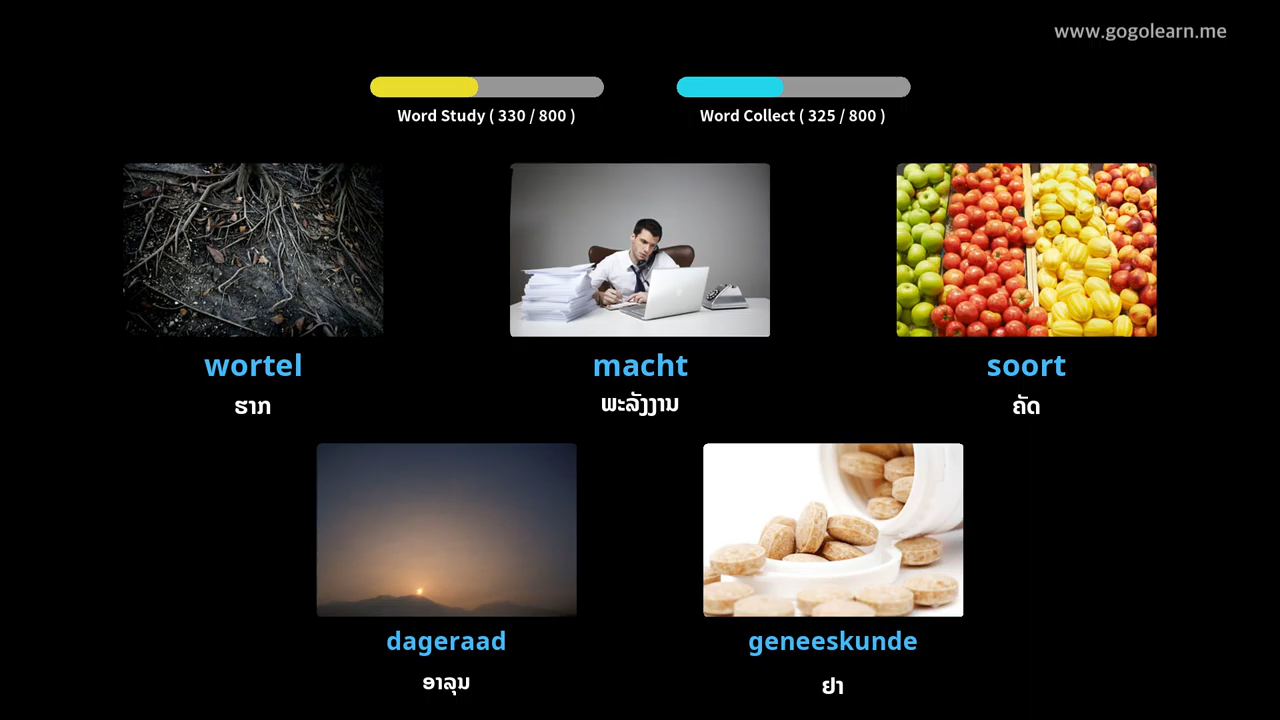 www.gogolearn.me
Word Study ( 330 / 800 )
Word Collect ( 325 / 800 )
wortel
macht
soort
ຮາກ
ພະລັງງານ
ຄັດ
dageraad
geneeskunde
ອາລຸນ
ຢາ